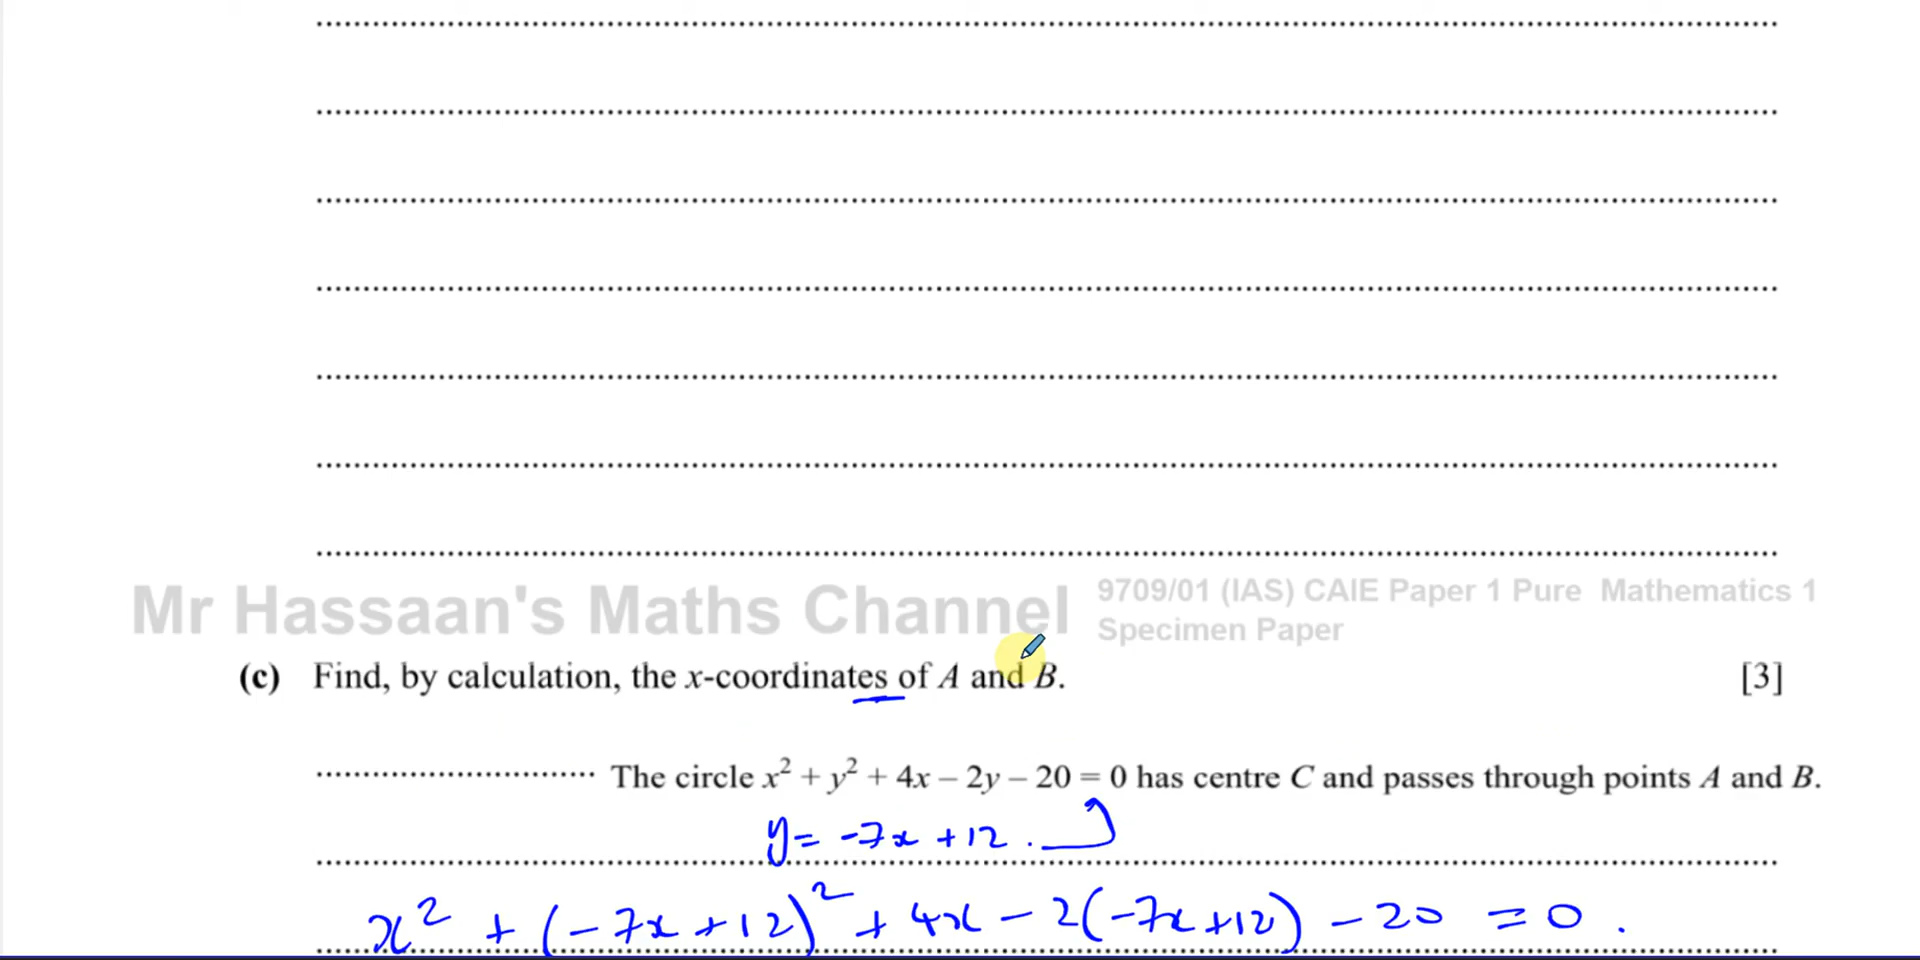 Mr Hassaan's Maths Channel
9709/01 (IAS) CAIE Paper 1 Pure Mathematics 1
Specimen Paper
(c) Find, by calculation, the x-coordinates of A and B. [3]
The circle x² + y² + 4x – 2y – 20 = 0 has centre C and passes through points A and B.
y = -7x + 12.
x² + (-7x+12)² + 4x - 2(-7x+12) - 20 = 0.